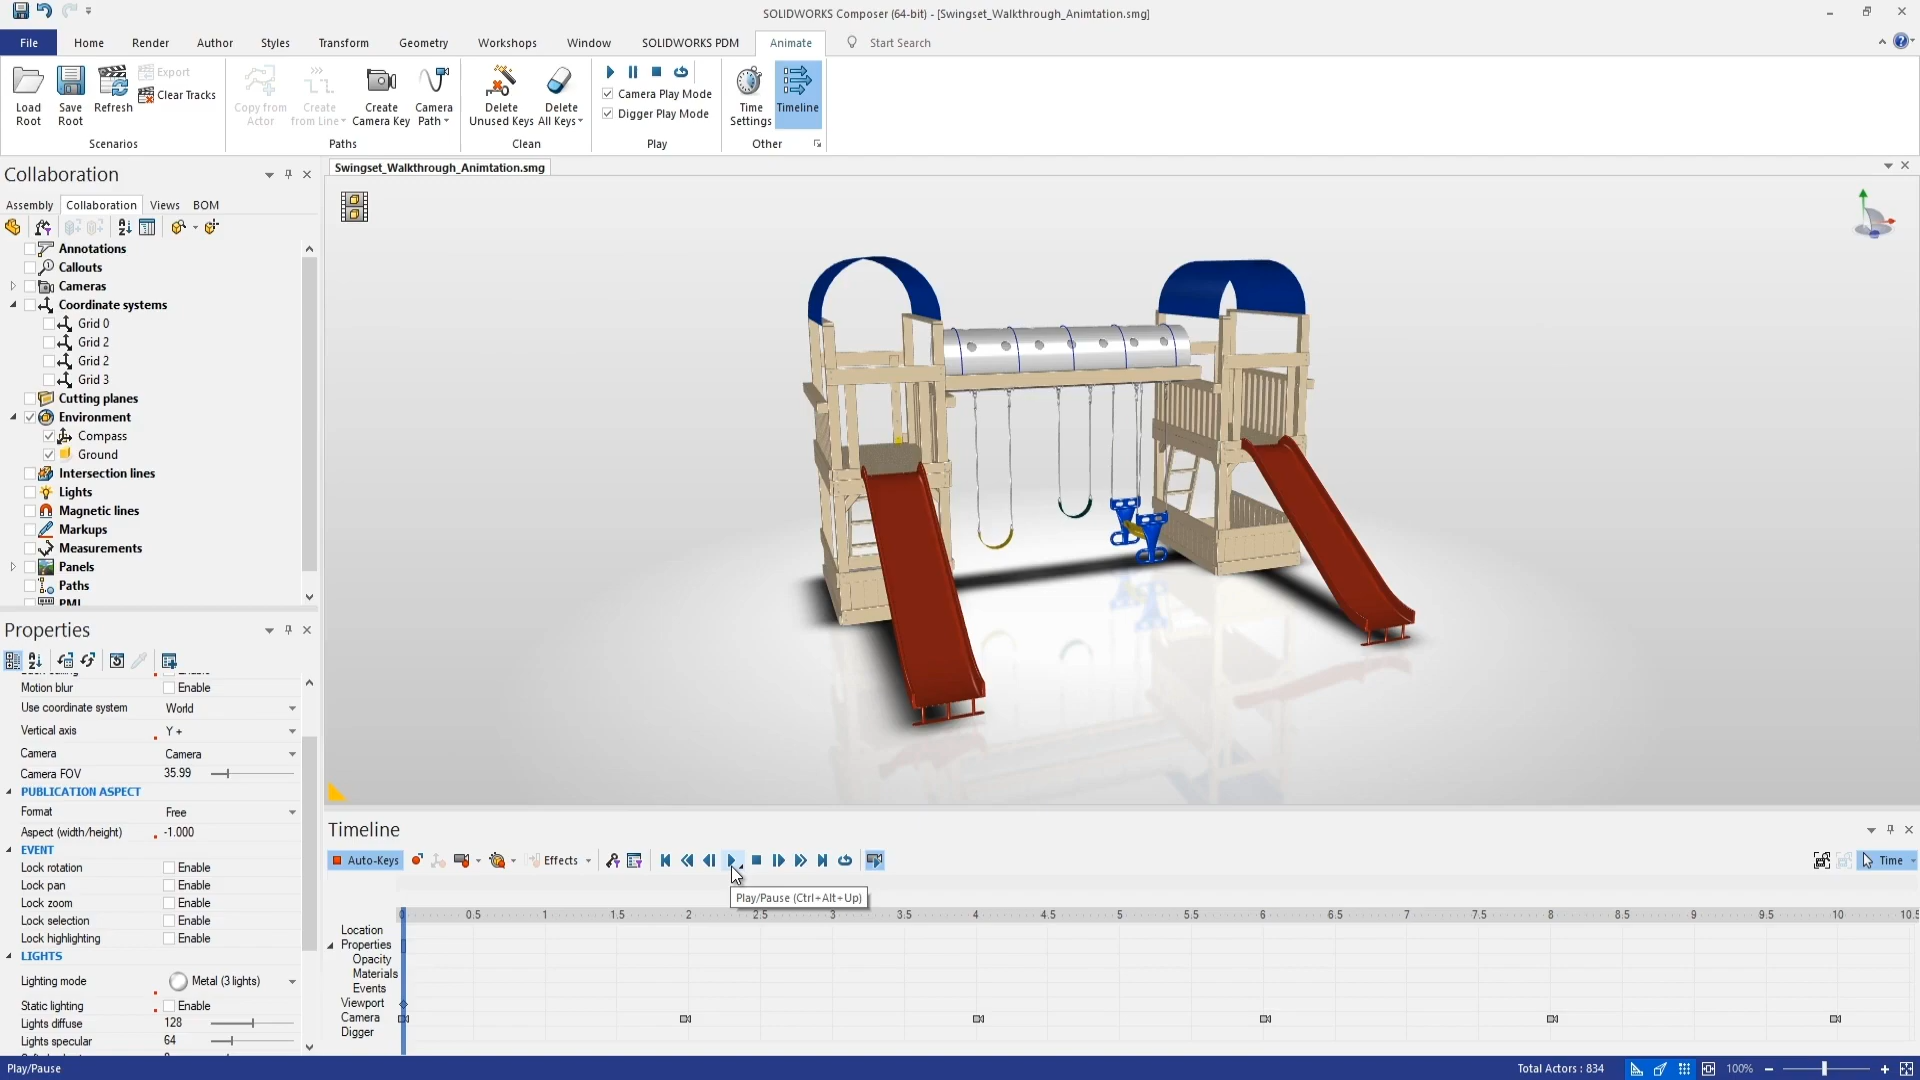 SOLIDWORKS Composer (64-bit) - [Swingset_Walkthrough_Animtation.smg]
File Home Render Author Styles Transform Geometry Workshops Window SOLIDWORKS PDM Animate Start Search
Load Root
Save Root
Refresh
Export
Clear Tracks
Scenarios
Copy from Actor
Create from Line
Create Camera Key
Camera Path
Paths
Delete Unused Keys
Delete All Keys
Clean
Camera Play Mode
Digger Play Mode
Play
Time Settings
Timeline
Other
Collaboration
Assembly Collaboration Views BOM
Annotations
Callouts
Cameras
Coordinate systems
Grid 0
Grid 2
Grid 2
Grid 3
Cutting planes
Environment
Compass
Ground
Intersection lines
Lights
Magnetic lines
Markups
Measurements
Panels
Paths
PMI
Swingset_Walkthrough_Animtation.smg
Properties
Enable
Motion blur Enable
Use coordinate system World
Vertical axis Y +
Camera Camera
Camera FOV 35.99
PUBLICATION ASPECT
Format Free
Aspect (width/height) -1.000
EVENT
Lock rotation Enable
Lock pan Enable
Lock zoom Enable
Lock selection Enable
Lock highlighting Enable
LIGHTS
Lighting mode Metal (3 lights)
Static lighting Enable
Lights diffuse 128
Lights specular 64
Timeline
Auto-Keys Effects Time
Play/Pause (Ctrl+Alt+Up)
0 0.5 1 1.5 2 2.5 3 3.5 4 4.5 5 5.5 6 6.5 7 7.5 8 8.5 9 9.5 10 10.5
Location
Properties
Opacity
Materials
Events
Viewport
Camera
Digger
Play/Pause Total Actors : 834 100%